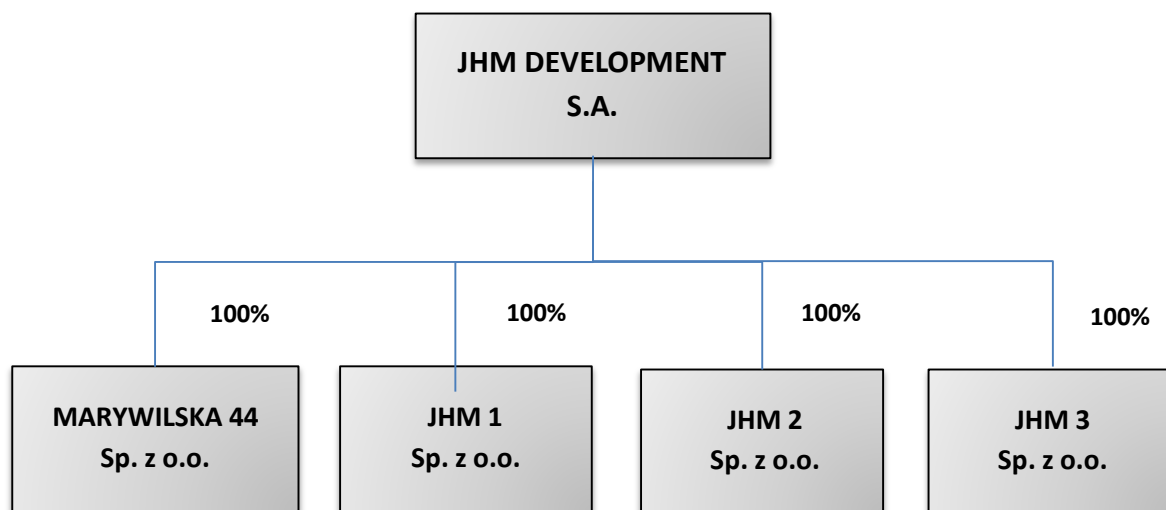 JHM DEVELOPMENT
S.A.
100%
100%
100%
100%
MARYWILSKA 44
Sp. z o.o.
JHM 1
Sp. z o.o.
JHM 2
Sp. z o.o.
JHM 3
Sp. z o.o.